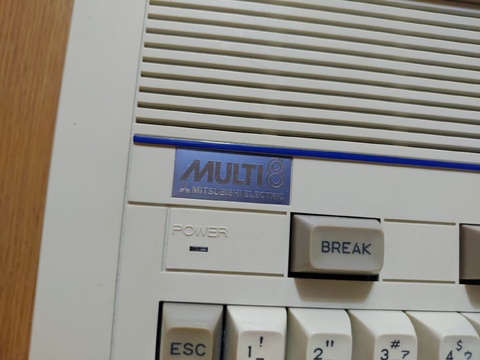 MULTI8
MITSUBISHI ELECTRIC
POWER
BREAK
ESC
1 !
2 "
3 #
4 $